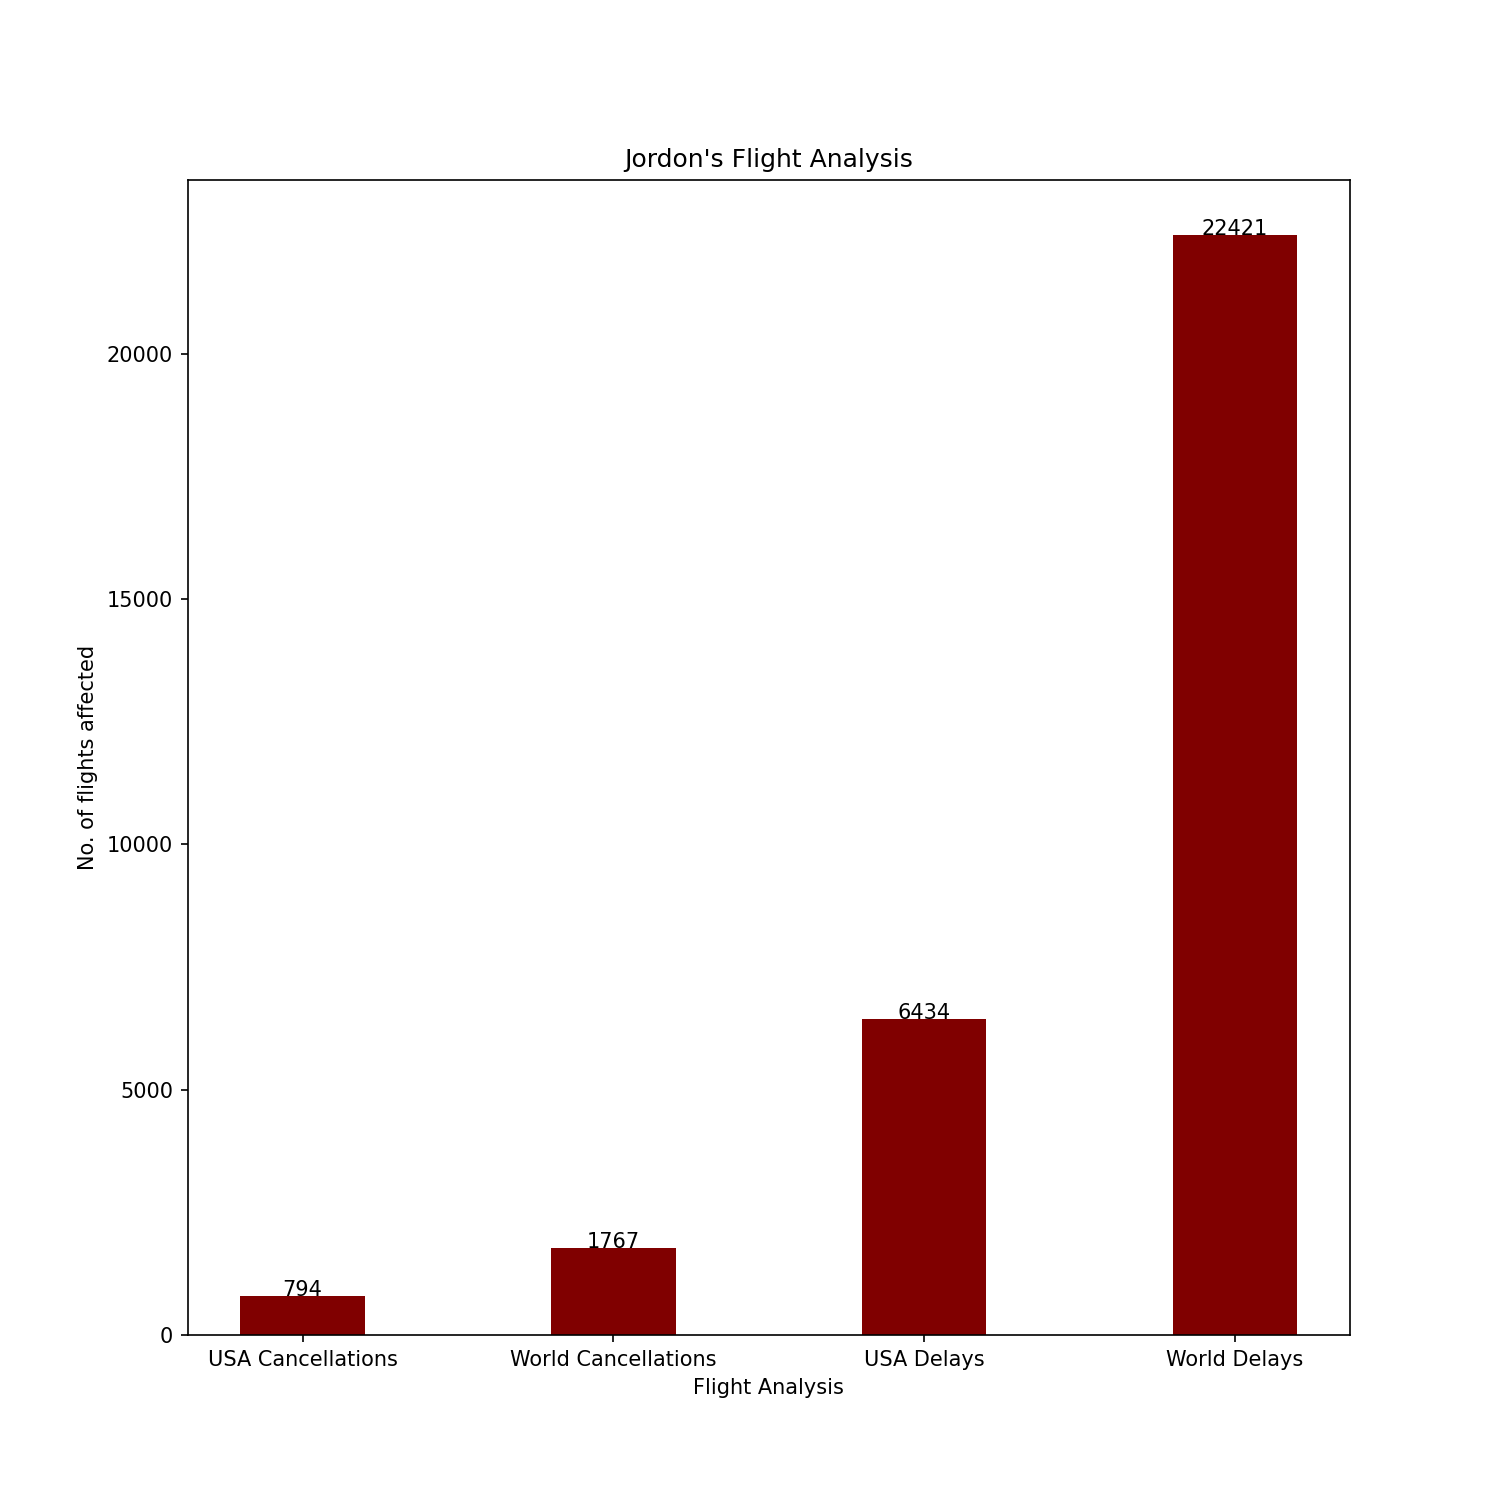 Jordon's Flight Analysis
22421
20000
15000
No. of flights affected
10000
6434
5000
1767
794
0
USA Cancellations World Cancellations USA Delays World Delays
Flight Analysis